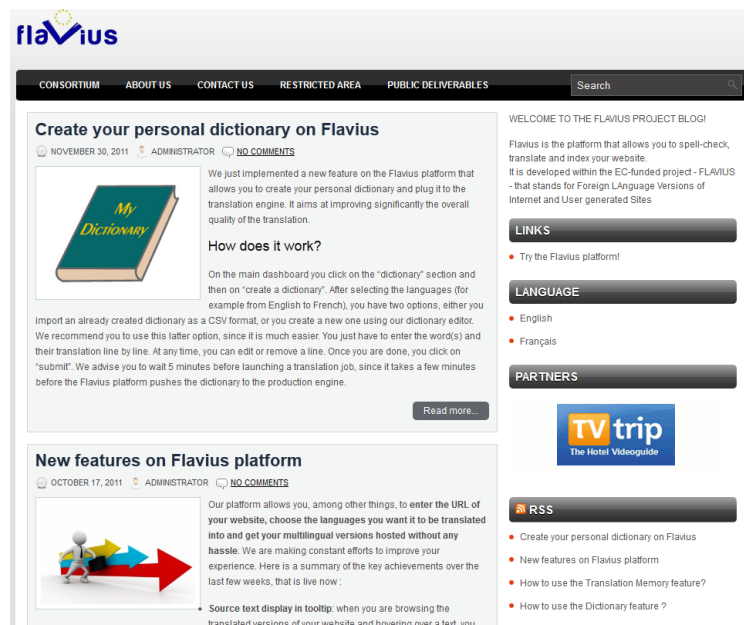 flavius
CONSORTIUM ABOUT US CONTACT US RESTRICTED AREA PUBLIC DELIVERABLES Search
Create your personal dictionary on Flavius
NOVEMBER 30, 2011 ADMINISTRATOR NO COMMENTS
My
Dictionary
We just implemented a new feature on the Flavius platform that
allows you to create your personal dictionary and plug it to the
translation engine. It aims at improving significantly the overall
quality of the translation.
How does it work?
On the main dashboard you click on the “dictionary” section and
then on “create a dictionary”. After selecting the languages (for
example from English to French), you have two options, either you
import an already created dictionary as a CSV format, or you create a new one using our dictionary editor.
We recommend you to use this latter option, since it is much easier. You just have to enter the word(s) and
their translation line by line. At any time, you can edit or remove a line. Once you are done, you click on
“submit”. We advise you to wait 5 minutes before launching a translation job, since it takes a few minutes
before the Flavius platform pushes the dictionary to the production engine.
Read more...
New features on Flavius platform
OCTOBER 17, 2011 ADMINISTRATOR NO COMMENTS
Our platform allows you, among other things, to enter the URL of
your website, choose the languages you want it to be translated
into and get your multilingual versions hosted without any
hassle. We are making constant efforts to improve your
experience. Here is a summary of the key achievements over the
last few weeks, that is live now :
Source text display in tooltip: when you are browsing the
translated versions of your website and hovering over a text, you
WELCOME TO THE FLAVIUS PROJECT BLOG!
Flavius is the platform that allows you to spell-check,
translate and index your website.
It is developed within the EC-funded project - FLAVIUS
- that stands for Foreign LAnguage Versions of
Internet and User generated Sites
LINKS
Try the Flavius platform!
LANGUAGE
English
Français
PARTNERS
TV trip
The Hotel Videoguide
RSS
Create your personal dictionary on Flavius
New features on Flavius platform
How to use the Translation Memory feature?
How to use the Dictionary feature ?